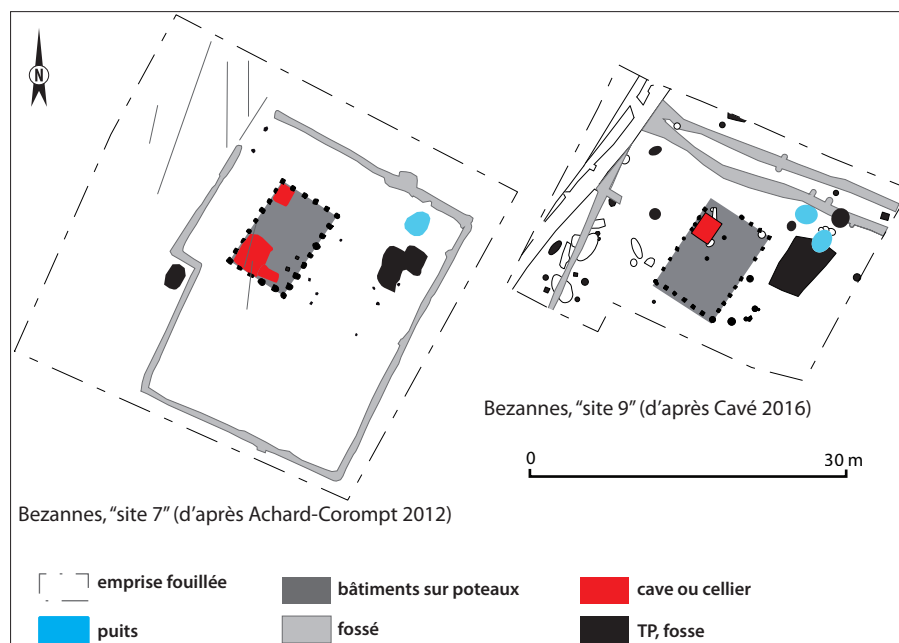 N
Bezannes, “site 9” (d’après Cavé 2016)
0 30 m
Bezannes, “site 7” (d’après Achard-Corompt 2012)
emprise fouillée
bâtiments sur poteaux
cave ou cellier
puits
fossé
TP, fosse